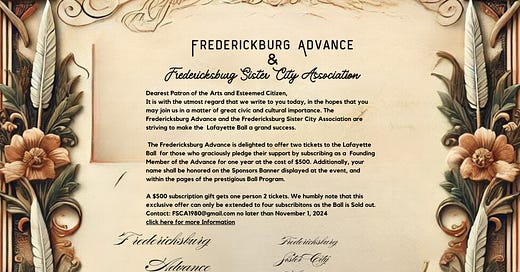 Frederickburg Advance
&
Fredericksbuag Sister City Association
Dearest Patron of the Arts and Esteemed Citizen,
It is with the utmost regard that we write to you today, in the hopes that you
may join us in a matter of great civic and cultural importance. The
Fredericksburg Advance and the Fredericksburg Sister City Association are
striving to make the Lafayette Ball a grand success.
The Fredericksburg Advance is delighted to offer two tickets to the Lafayette
Ball for those who graciously pledge their support by subscribing as a Founding
Member of the Advance for one year at the cost of $500. Additionally, your
name shall be honored on the Sponsors Banner displayed at the event, and
within the pages of the prestigious Ball Program.
A $500 subscription gift gets one person 2 tickets. We humbly note that this
exclusive offer can only be extended to four subscribitons as the Ball is Sold out.
Contact: FSCA1980@gmail.com no later than November 1, 2024
click here for more Information
Fredericksburg
Advance
Fredericksburg
Sister City